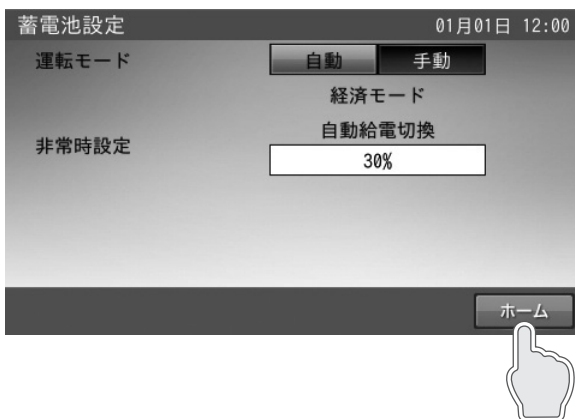 蓄電池設定 01月01日 12:00
運転モード 自動 手動
経済モード
自動給電切換
非常時設定
30%
ホーム